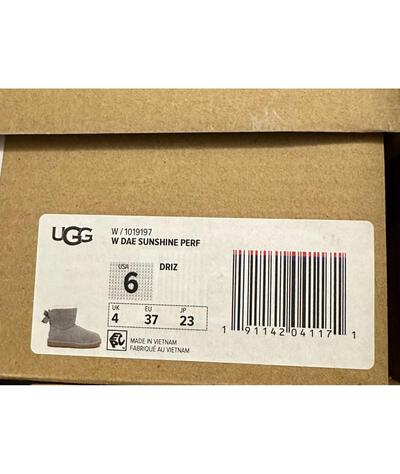 UGG
W / 1019197
W DAE SUNSHINE PERF
USA
6
DRIZ
UK EU JP
4 37 23
MADE IN VIETNAM
FABRIQUÉ AU VIETNAM
1 91142 04117 1